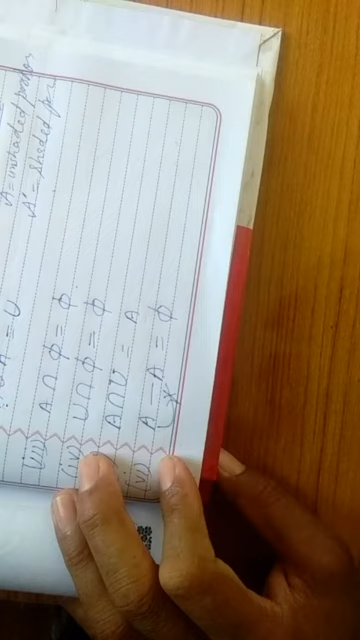 A = unshaded
A' = shaded
A = U
(iii) A ∩ ϕ = ϕ
(iv) U ∩ ϕ = ϕ
A ∩ U = A
(vi) A - A = ϕ